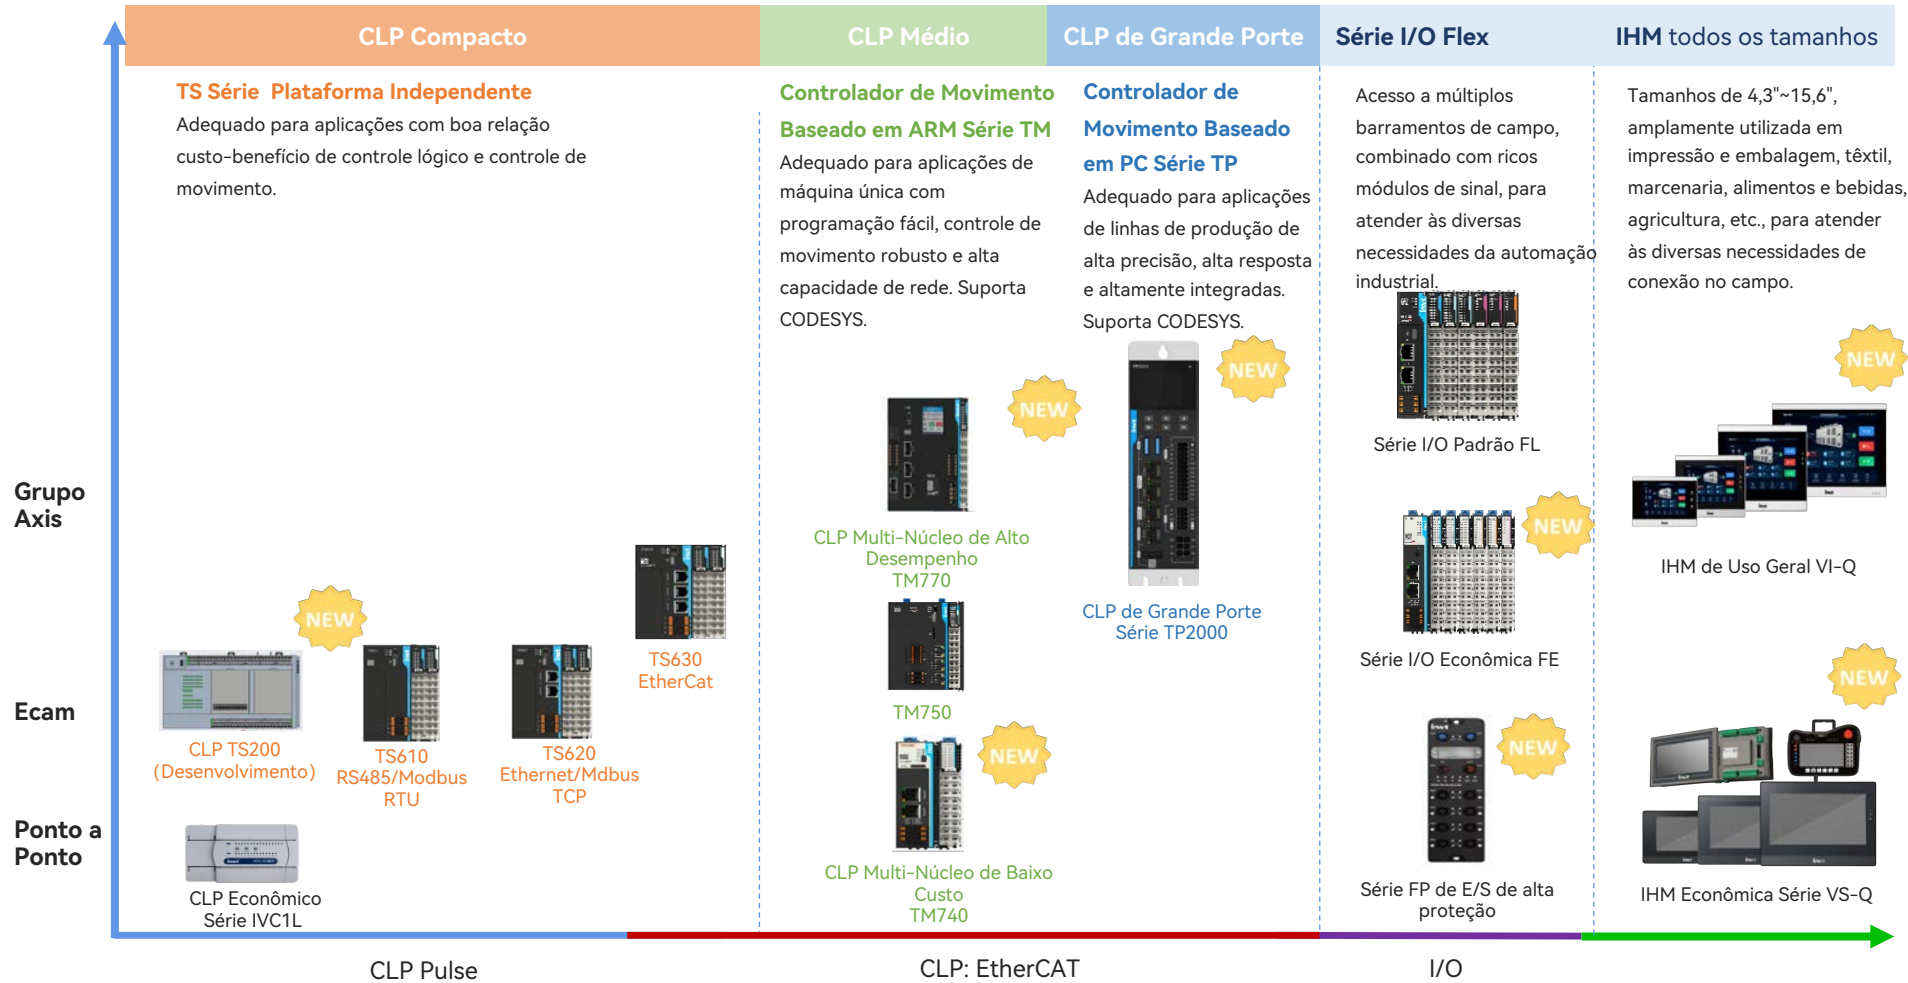 CLP Compacto
CLP Médio
CLP de Grande Porte
Série I/O Flex
IHM todos os tamanhos
TS Série Plataforma Independente
Adequado para aplicações com boa relação
custo-benefício de controle lógico e controle de
movimento.
Controlador de Movimento
Baseado em ARM Série TM
Adequado para aplicações de
máquina única com
programação fácil, controle de
movimento robusto e alta
capacidade de rede. Suporta
CODESYS.
Controlador de
Movimento Baseado
em PC Série TP
Adequado para aplicações
de linhas de produção de
alta precisão, alta resposta
e altamente integradas.
Suporta CODESYS.
Acesso a múltiplos
barramentos de campo,
combinado com ricos
módulos de sinal, para
atender às diversas
necessidades da automação
industrial.
Tamanhos de 4,3"~15,6",
amplamente utilizada em
impressão e embalagem, têxtil,
marcenaria, alimentos e bebidas,
agricultura, etc., para atender
às diversas necessidades de
conexão no campo.
Grupo
Axis
Ecam
Ponto a
Ponto
NEW
CLP TS200
(Desenvolvimento)
TS610
RS485/Modbus
RTU
TS620
Ethernet/Mdbus
TCP
TS630
EtherCat
invt
CLP Econômico
Série IVC1L
NEW
CLP Multi-Núcleo de Alto
Desempenho
TM770
TM750
NEW
CLP Multi-Núcleo de Baixo
Custo
TM740
NEW
invt
CLP de Grande Porte
Série TP2000
Série I/O Padrão FL
NEW
Série I/O Econômica FE
invt
NEW
Série FP de E/S de alta
proteção
NEW
invt
IHM de Uso Geral VI-Q
NEW
invt
invt
invt
IHM Econômica Série VS-Q
CLP Pulse
CLP: EtherCAT
I/O